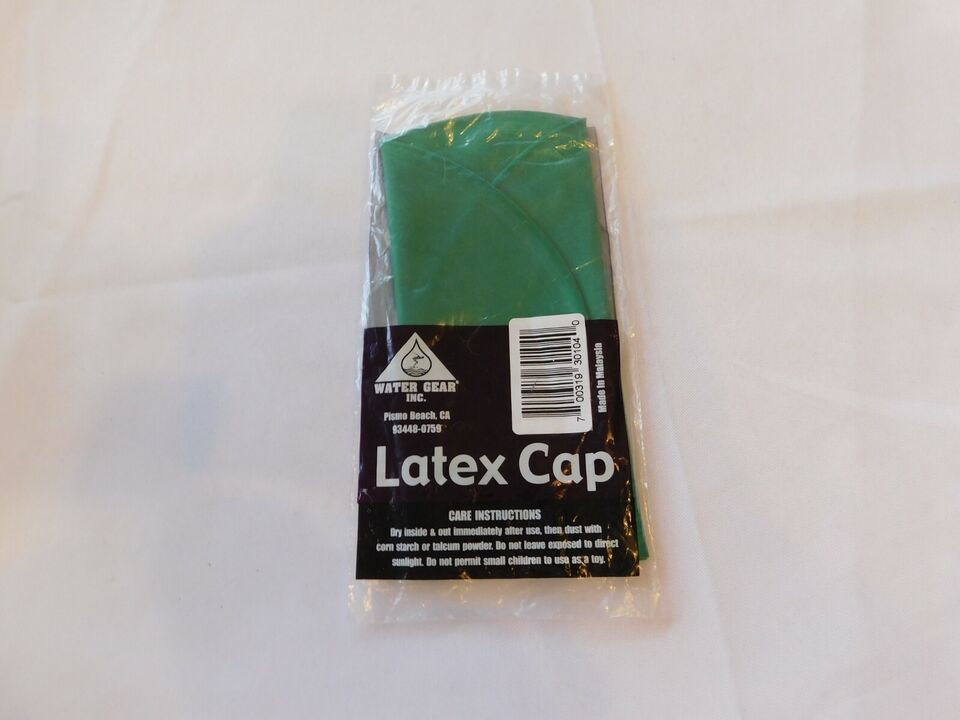 WATER GEAR®
INC.
Pismo Beach, CA
93448-0759
7 00319 30104 0
Made In Malaysia
Latex Cap
CARE INSTRUCTIONS
Dry inside & out immediately after use, then dust with
corn starch or talcum powder. Do not leave exposed to direct
sunlight. Do not permit small children to use as a toy.